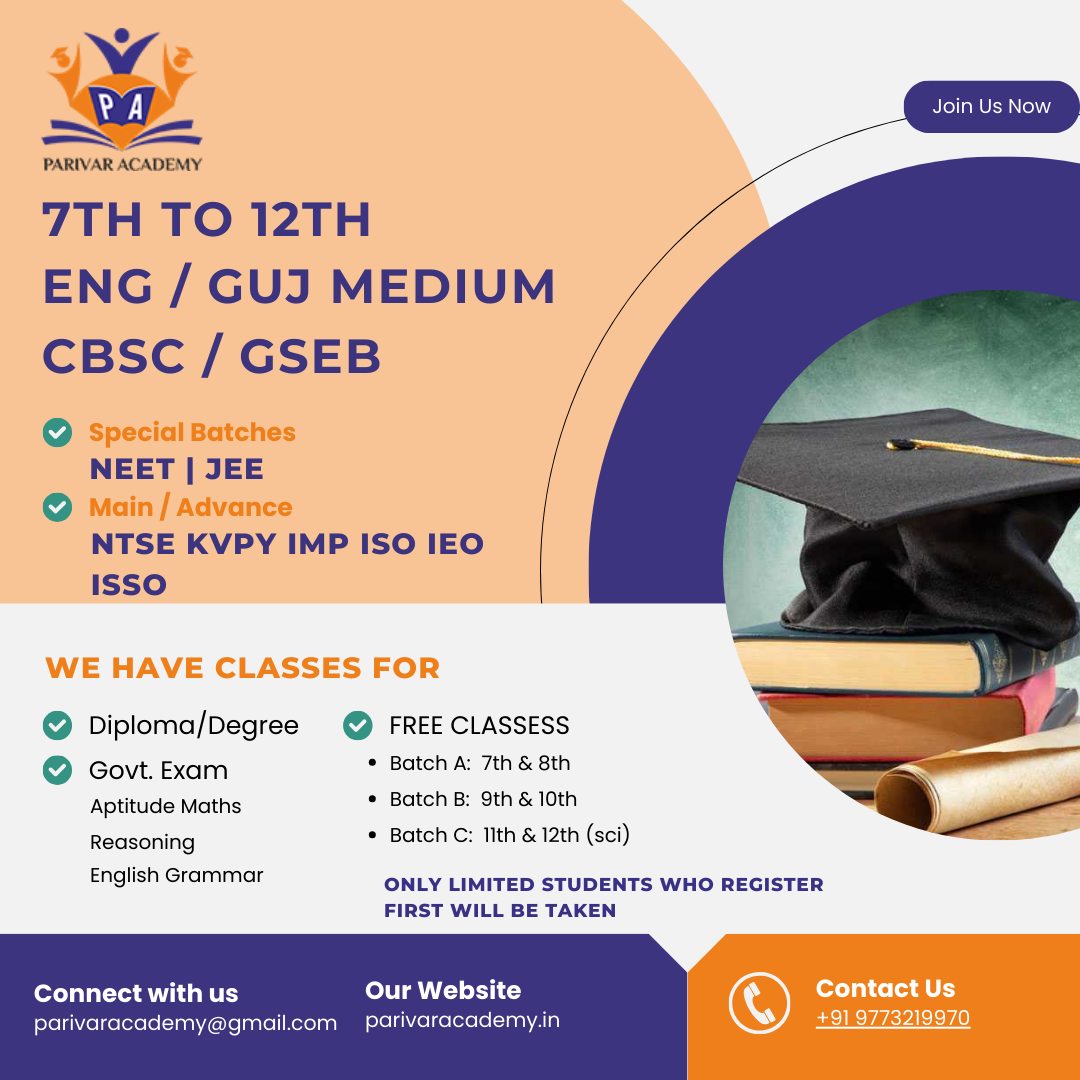 PA
PARIVAR ACADEMY
Join Us Now
7TH TO 12TH
ENG / GUJ MEDIUM
CBSC / GSEB
Special Batches
NEET | JEE
Main / Advance
NTSE KVPY IMP ISO IEO
ISSO
WE HAVE CLASSES FOR
Diploma/Degree
Govt. Exam
Aptitude Maths
Reasoning
English Grammar
FREE CLASSESS
• Batch A: 7th & 8th
• Batch B: 9th & 10th
• Batch C: 11th & 12th (sci)
ONLY LIMITED STUDENTS WHO REGISTER
FIRST WILL BE TAKEN
Connect with us
parivaracademy@gmail.com
Our Website
parivaracademy.in
Contact Us
+91 9773219970